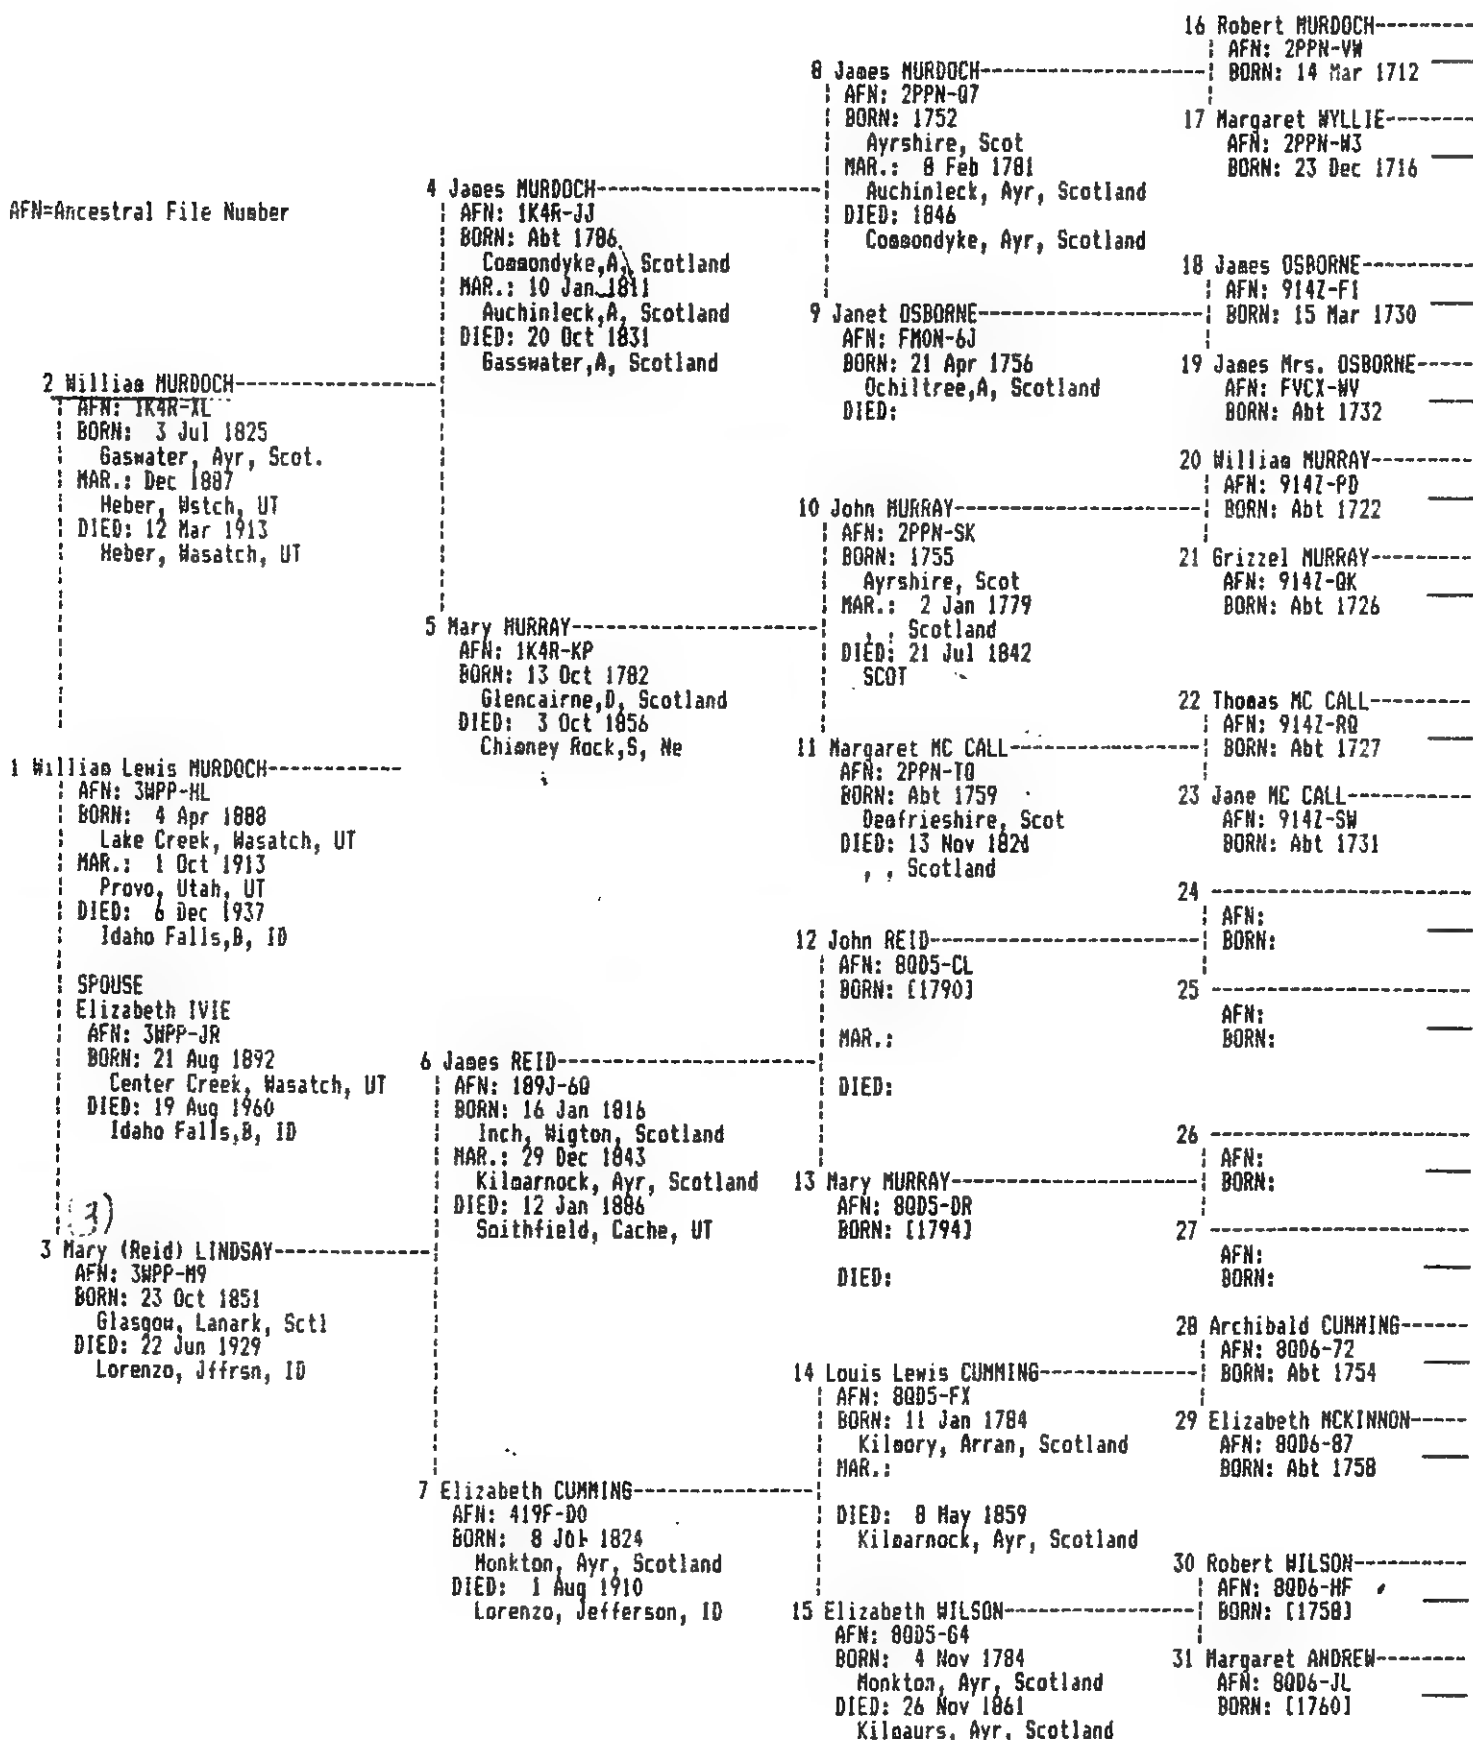 AFN=Ancestral File Number
2 William MURDOCH
AFN: 1K4R-XL
BORN: 3 Jul 1825
Gaswater, Ayr, Scot.
MAR.: Dec 1887
Heber, Wstch, UT
DIED: 12 Mar 1913
Heber, Wasatch, UT
1 William Lewis MURDOCH
AFN: 3WPP-HL
BORN: 4 Apr 1888
Lake Creek, Wasatch, UT
MAR.: 1 Oct 1913
Provo, Utah, UT
DIED: 6 Dec 1937
Idaho Falls,B, ID
SPOUSE
Elizabeth IVIE
AFN: 3WPP-JR
BORN: 21 Aug 1892
Center Creek, Wasatch, UT
DIED: 19 Aug 1960
Idaho Falls,B, ID
3)
3 Mary (Reid) LINDSAY
AFN: 3WPP-M9
BORN: 23 Oct 1851
Glasgow, Lanark, Sctl
DIED: 22 Jun 1929
Lorenzo, Jffrsn, ID
4 James MURDOCH
AFN: 1K4R-JJ
BORN: Abt 1786
Commondyke,A, Scotland
MAR.: 10 Jan 1811
Auchinleck,A, Scotland
DIED: 20 Oct 1831
Gasswater,A, Scotland
5 Mary MURRAY
AFN: 1K4R-KP
BORN: 13 Oct 1782
Glencairne,D, Scotland
DIED: 3 Oct 1856
Chimney Rock,S, Ne
6 James REID
AFN: 189J-6Q
BORN: 16 Jan 1816
Inch, Wigton, Scotland
MAR.: 29 Dec 1843
Kilmarnock, Ayr, Scotland
DIED: 12 Jan 1886
Smithfield, Cache, UT
7 Elizabeth CUMMING
AFN: 419F-D0
BORN: 8 1824
Monkton, Ayr, Scotland
DIED: 1 Aug 1910
Lorenzo, Jefferson, ID
8 James MURDOCH
AFN: 2PPN-Q7
BORN: 1752
Ayrshire, Scot
MAR.: 8 Feb 1781
Auchinleck, Ayr, Scotland
DIED: 1846
Commondyke, Ayr, Scotland
9 Janet OSBORNE
AFN: FMON-6J
BORN: 21 Apr 1756
Ochiltree,A, Scotland
DIED:
10 John MURRAY
AFN: 2PPN-SK
BORN: 1755
Ayrshire, Scot
MAR.: 2 Jan 1779
, , Scotland
DIED: 21 Jul 1842
SCOT
11 Margaret MC CALL
AFN: 2PPN-TQ
BORN: Abt 1759
Dmofrieshire, Scot
DIED: 13 Nov
, , Scotland
12 John REID
AFN: 8QD5-CL
BORN: [1790]
MAR.:
DIED:
13 Mary MURRAY
AFN: 8QD5-DR
BORN: [1794]
DIED:
14 Louis Lewis CUMMING
AFN: 8QD5-FX
BORN: 11 Jan 1784
Kilmory, Arran, Scotland
MAR.:
DIED: 8 May 1859
Kilmarnock, Ayr, Scotland
15 Elizabeth WILSON
AFN: 8QD5-G4
BORN: 4 Nov 1784
Monkton, Ayr, Scotland
DIED: 26 Nov 1861
Kilmaurs, Ayr, Scotland
16 Robert MURDOCH
AFN: 2PPN-VW
BORN: 14 Mar 1712
17 Margaret WYLLIE
AFN: 2PPN-W3
BORN: 23 Dec 1716
18 James OSBORNE
AFN: 914Z-F1
BORN: 15 Mar 1730
19 James Mrs. OSBORNE
AFN: FVCX-WV
BORN: Abt 1732
20 William MURRAY
AFN: 914Z-PD
BORN: Abt 1722
21 Grizzel MURRAY
AFN: 914Z-QK
BORN: Abt 1726
22 Thomas MC CALL
AFN: 914Z-RQ
BORN: Abt 1727
23 Jane MC CALL
AFN: 914Z-SW
BORN: Abt 1731
24
AFN:
BORN:
25
AFN:
BORN:
26
AFN:
BORN:
27
AFN:
BORN:
28 Archibald CUMMING
AFN: 8QD6-72
BORN: Abt 1754
29 Elizabeth MCKINNON
AFN: 8QD6-87
BORN: Abt 1758
30 Robert WILSON
AFN: 8QD6-HF
BORN: [1758]
31 Margaret ANDREW
AFN: 8QD6-JL
BORN: [1760]